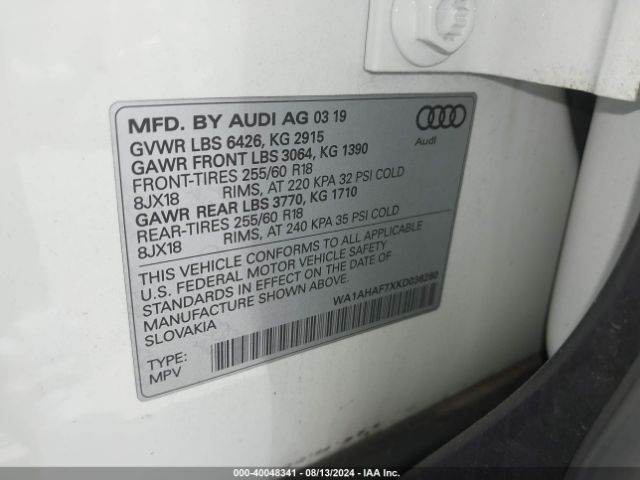 MFD. BY AUDI AG 03 19
GVWR LBS 6426, KG 2915
GAWR FRONT LBS 3064, KG 1390
FRONT-TIRES 255/60 R18
8JX18 RIMS, AT 220 KPA 32 PSI COLD
GAWR REAR LBS 3770, KG 1710
REAR-TIRES 255/60 R18
8JX18 RIMS, AT 240 KPA 35 PSI COLD
Audi
THIS VEHICLE CONFORMS TO ALL APPLICABLE
U.S. FEDERAL MOTOR VEHICLE SAFETY
STANDARDS IN EFFECT ON THE DATE OF
MANUFACTURE SHOWN ABOVE.
SLOVAKIA
WA1AHAF7XKD036260
TYPE:
MPV
000-40048341 - 08/13/2024 - IAAI Inc.